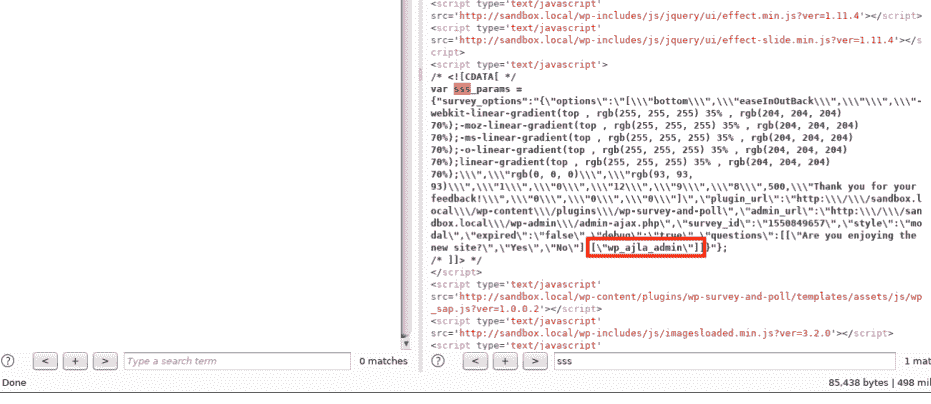 <script type='text/javascript'
src='http://sandbox.local/wp-includes/js/jquery/ui/effect.min.js?ver=1.11.4'></script>
<script type='text/javascript'
src='http://sandbox.local/wp-includes/js/jquery/ui/effect-slide.min.js?ver=1.11.4'></s
cript>
<script type='text/javascript'>
/* <![CDATA[ */
var sss_params =
{"survey_options":"{\"options\":\"[\\\"bottom\\\",\\\"easeInOutBack\\\",\\\"\\\",\\\"-
webkit-linear-gradient(top , rgb(255, 255, 255) 35% , rgb(204, 204, 204)
70%);-moz-linear-gradient(top , rgb(255, 255, 255) 35% , rgb(204, 204, 204)
70%);-ms-linear-gradient(top , rgb(255, 255, 255) 35% , rgb(204, 204, 204)
70%);-o-linear-gradient(top , rgb(255, 255, 255) 35% , rgb(204, 204, 204)
70%);linear-gradient(top , rgb(255, 255, 255) 35% , rgb(204, 204, 204)
70%);\\\",\\\"rgb(0, 0, 0)\\\",\\\"rgb(93, 93,
93)\\\",\\\"1\\\",\\\"0\\\",\\\"12\\\",\\\"9\\\",\\\"8\\\",500,\\\"Thank you for your
feedback!\\\",\\\"0\\\",\\\"0\\\",\\\"0\\\"]\",\"plugin_url\":\"http:\\\/\\\/sandbox.l
ocal\\\/wp-content\\\/plugins\\\/wp-survey-and-poll\",\"admin_url\":\"http:\\\/\\\/san
dbox.local\\\/wp-admin\\\/admin-ajax.php\",\"survey_id\":\"1550849657\",\"style\":\"mo
dal\",\"expired\":\"false\",\"debug\":\"true\",\"questions\":[[\"Are you enjoying the
new site?\",\"Yes\",\"No\"],[\"wp_ajla_admin\"]]}"};
/* ]]> */
</script>
<script type='text/javascript'
src='http://sandbox.local/wp-content/plugins/wp-survey-and-poll/templates/assets/js/wp
_sap.js?ver=1.0.0.2'></script>
<script type='text/javascript'
src='http://sandbox.local/wp-includes/js/imagesloaded.min.js?ver=3.2.0'></script>
<script type='text/javascript'
? < + > Type a search term 0 matches
? < + > sss 1 mat
Done 85,438 bytes | 498 mil